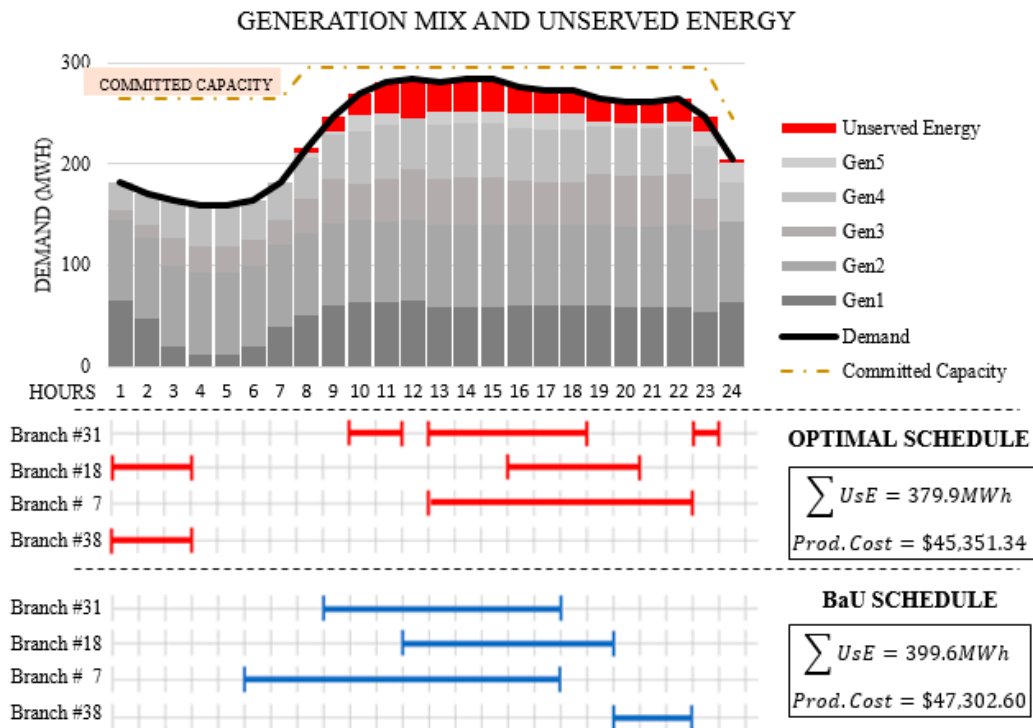 GENERATION MIX AND UNSERVED ENERGY
300
COMMITTED CAPACITY
200
100
0
DEMAND (MWH)
Unserved Energy
Gen5
Gen4
Gen3
Gen2
Gen1
Demand
Committed Capacity
HOURS 1 2 3 4 5 6 7 8 9 10 11 12 13 14 15 16 17 18 19 20 21 22 23 24
Branch #31
Branch #18
Branch # 7
Branch #38
OPTIMAL SCHEDULE
∑ UsE = 379.9MWh
Prod.Cost = $45,351.34
Branch #31
Branch #18
Branch # 7
Branch #38
BaU SCHEDULE
∑ UsE = 399.6MWh
Prod.Cost = $47,302.60